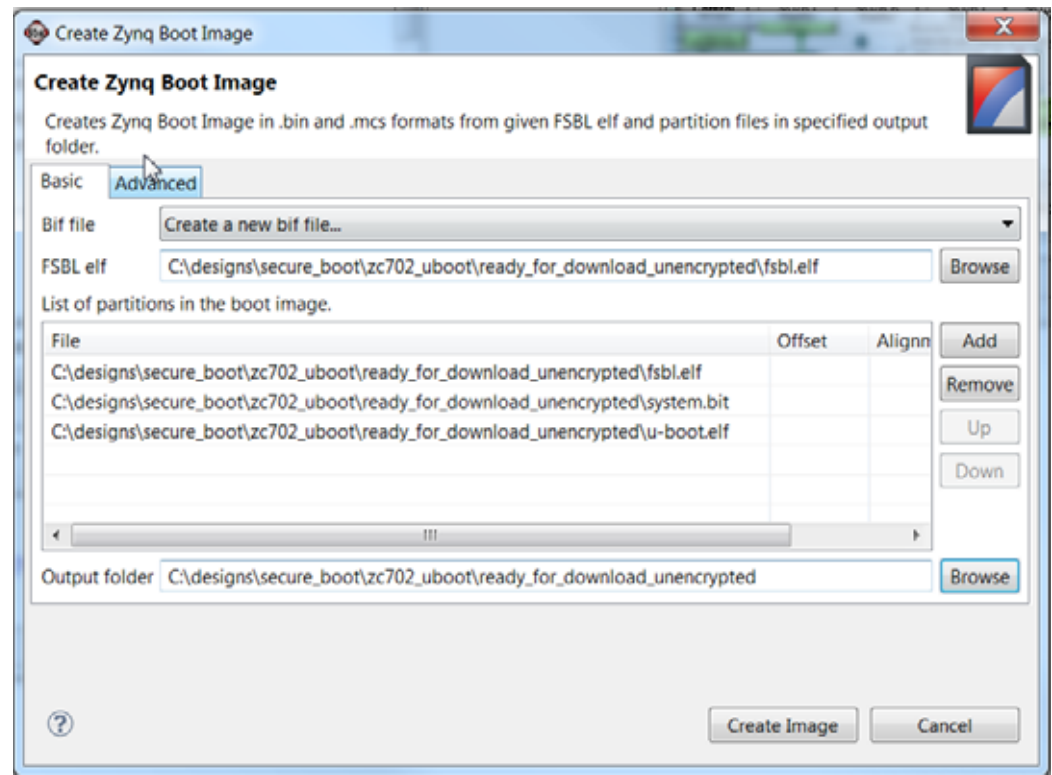 Create Zynq Boot Image
Create Zynq Boot Image
Creates Zynq Boot Image in .bin and .mcs formats from given FSBL elf and partition files in specified output
folder.
Basic Advanced
Bif file Create a new bif file...
FSBL elf C:\designs\secure_boot\zc702_uboot\ready_for_download_unencrypted\fsbl.elf Browse
List of partitions in the boot image.
File Offset Alignm Add
C:\designs\secure_boot\zc702_uboot\ready_for_download_unencrypted\fsbl.elf Remove
C:\designs\secure_boot\zc702_uboot\ready_for_download_unencrypted\system.bit
C:\designs\secure_boot\zc702_uboot\ready_for_download_unencrypted\u-boot.elf Up
Down
Output folder C:\designs\secure_boot\zc702_uboot\ready_for_download_unencrypted Browse
? Create Image Cancel